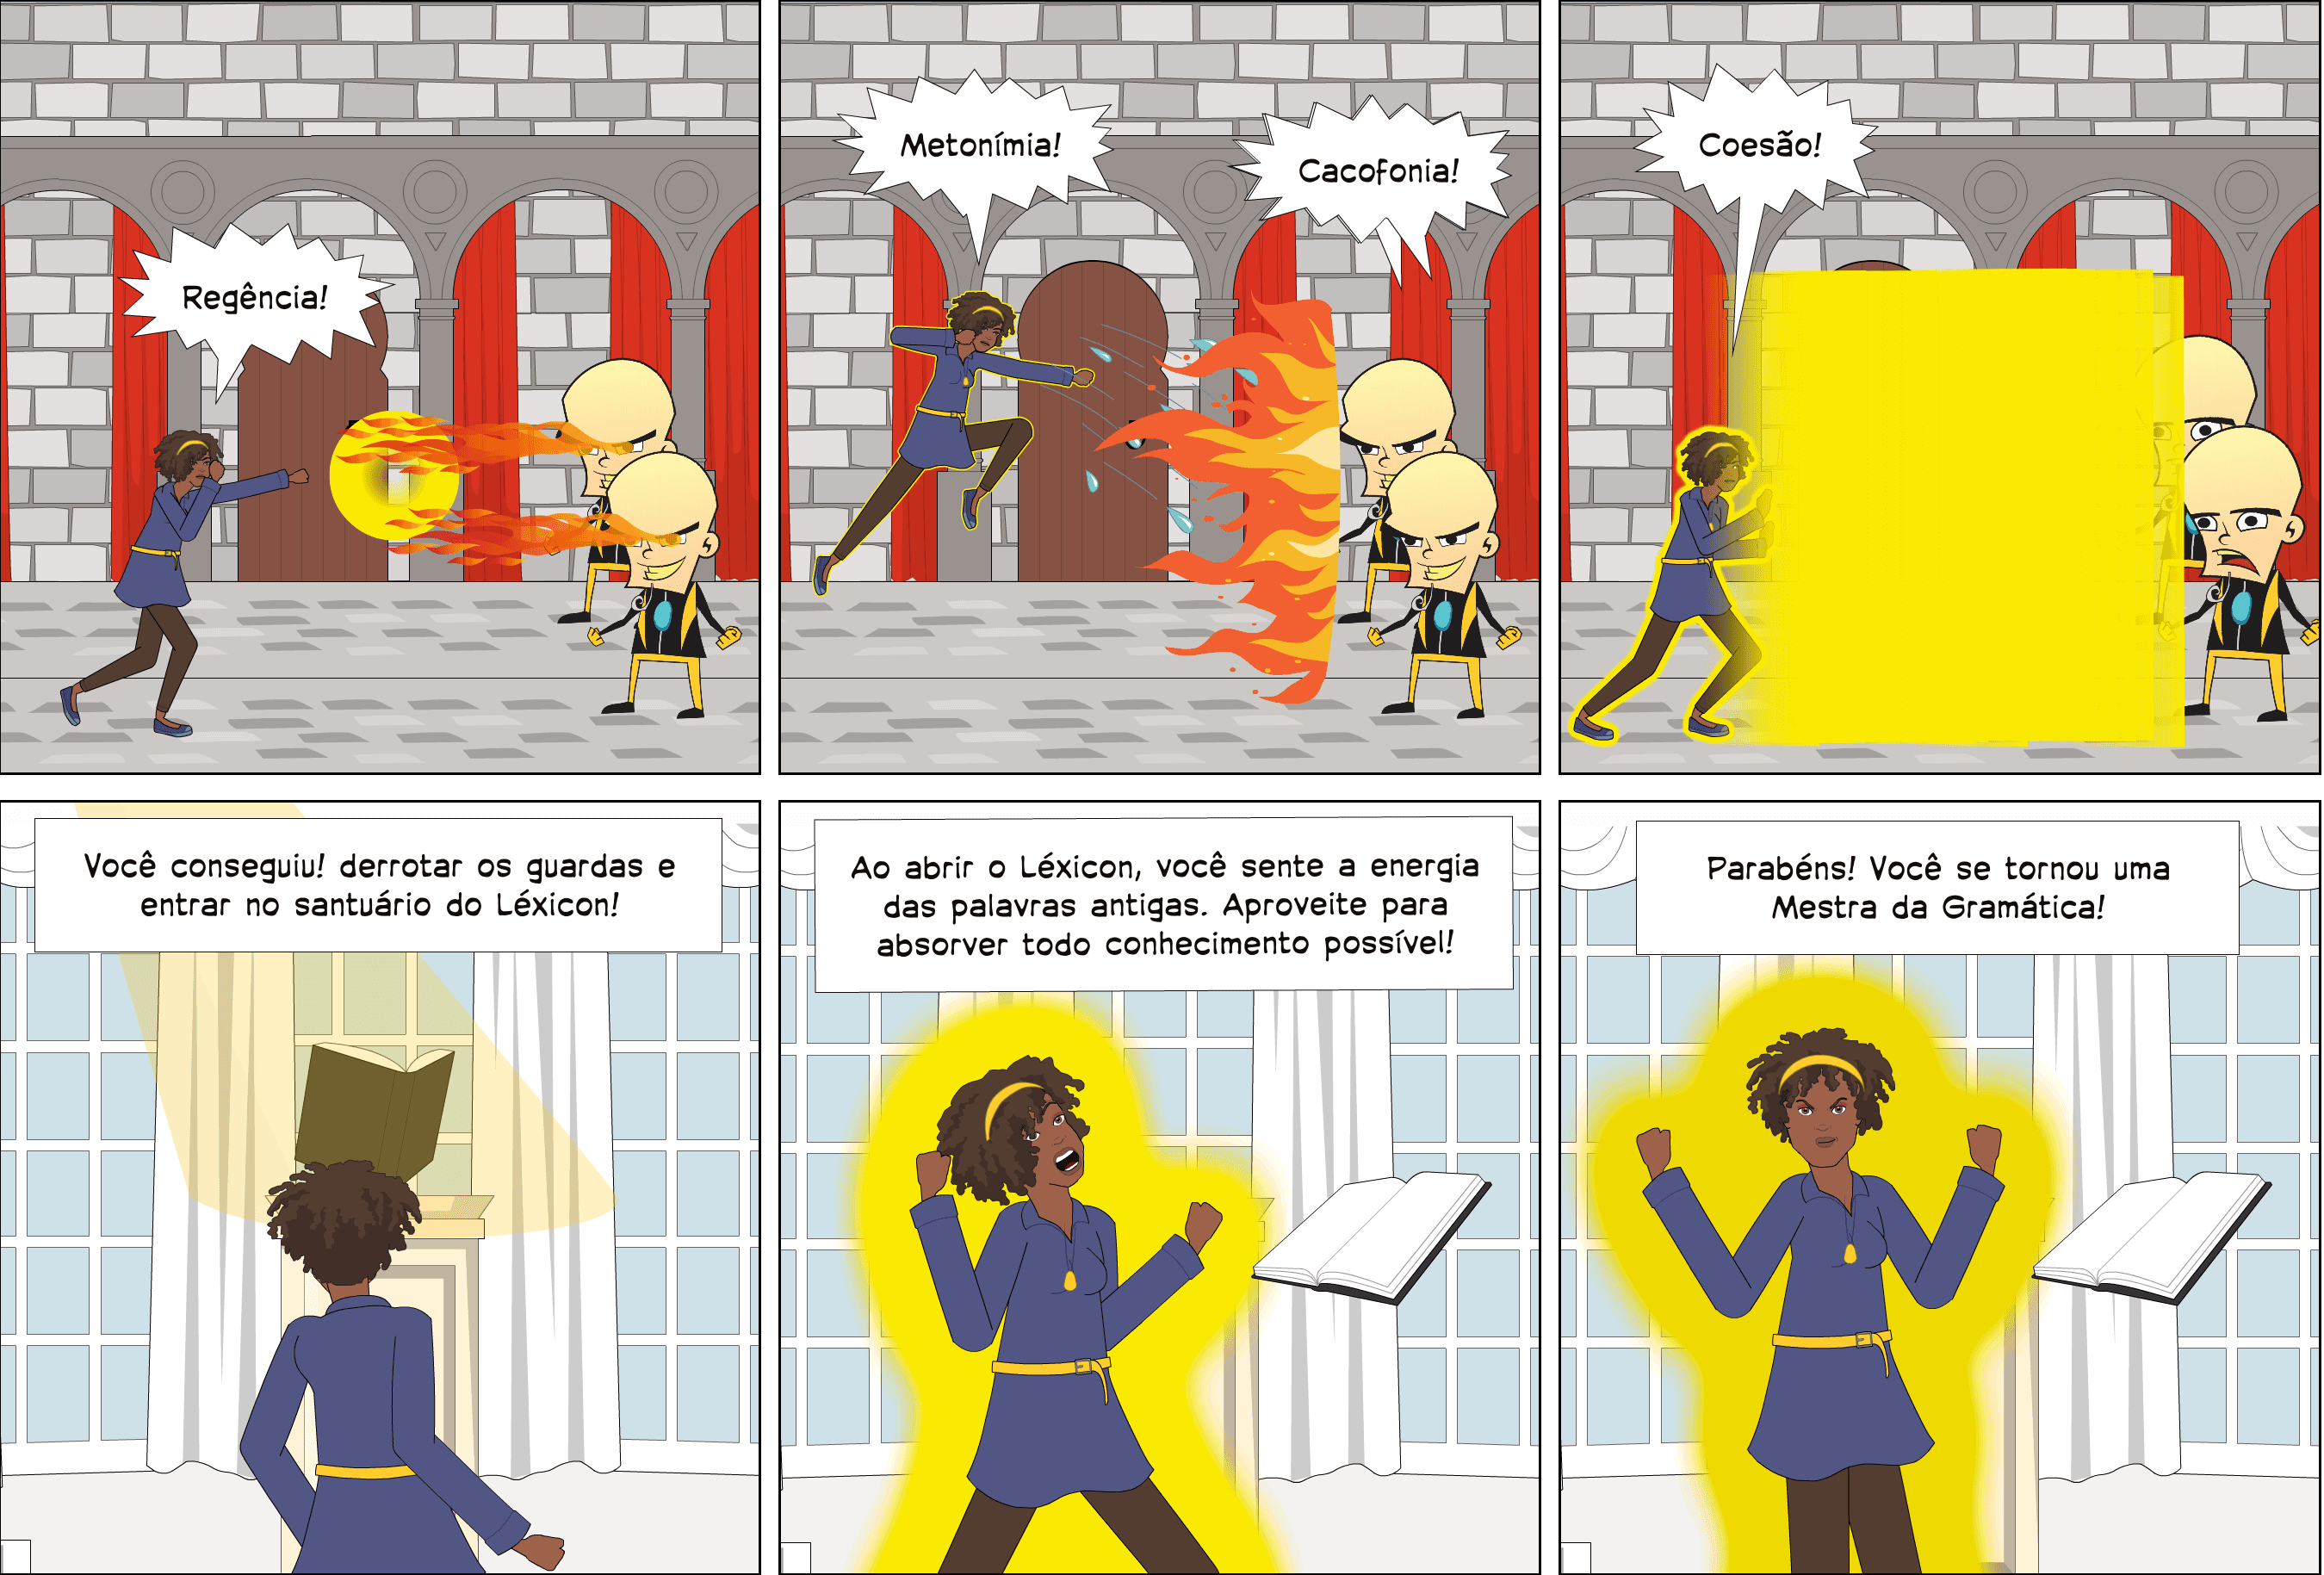 Regência!
Metonímia!
Cacofonia!
Coesão!
Você conseguiu! derrotar os guardas e
entrar no santuário do Léxicon!
Ao abrir o Léxicon, você sente a energia
das palavras antigas. Aproveite para
absorver todo conhecimento possível!
Parabéns! Você se tornou uma
Mestra da Gramática!